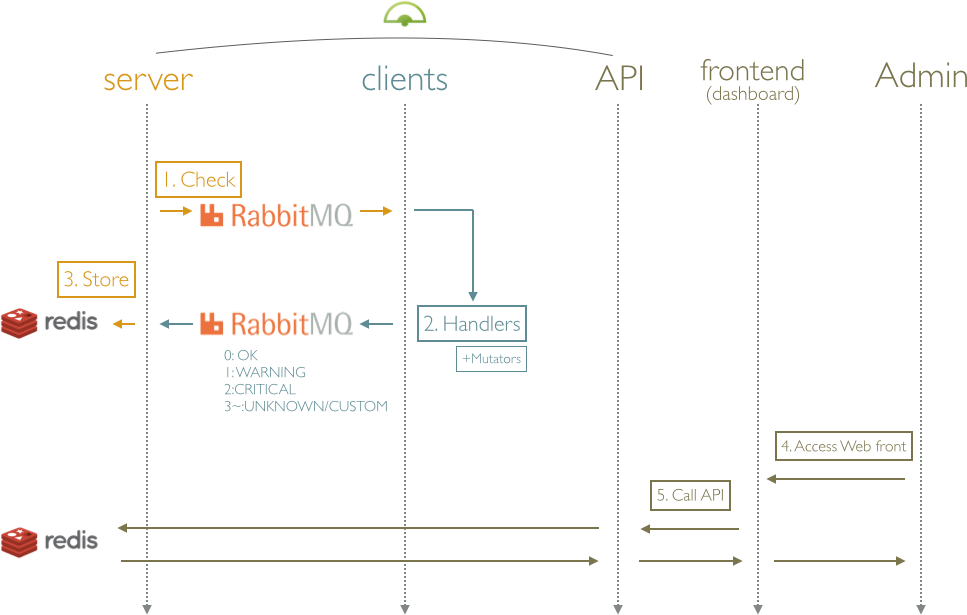 server
clients
API
frontend
(dashboard)
Admin
1. Check
RabbitMQ
3. Store
redis
RabbitMQ
2. Handlers
+Mutators
0: OK
1: WARNING
2:CRITICAL
3~:UNKNOWN/CUSTOM
4. Access Web front
5. Call API
redis